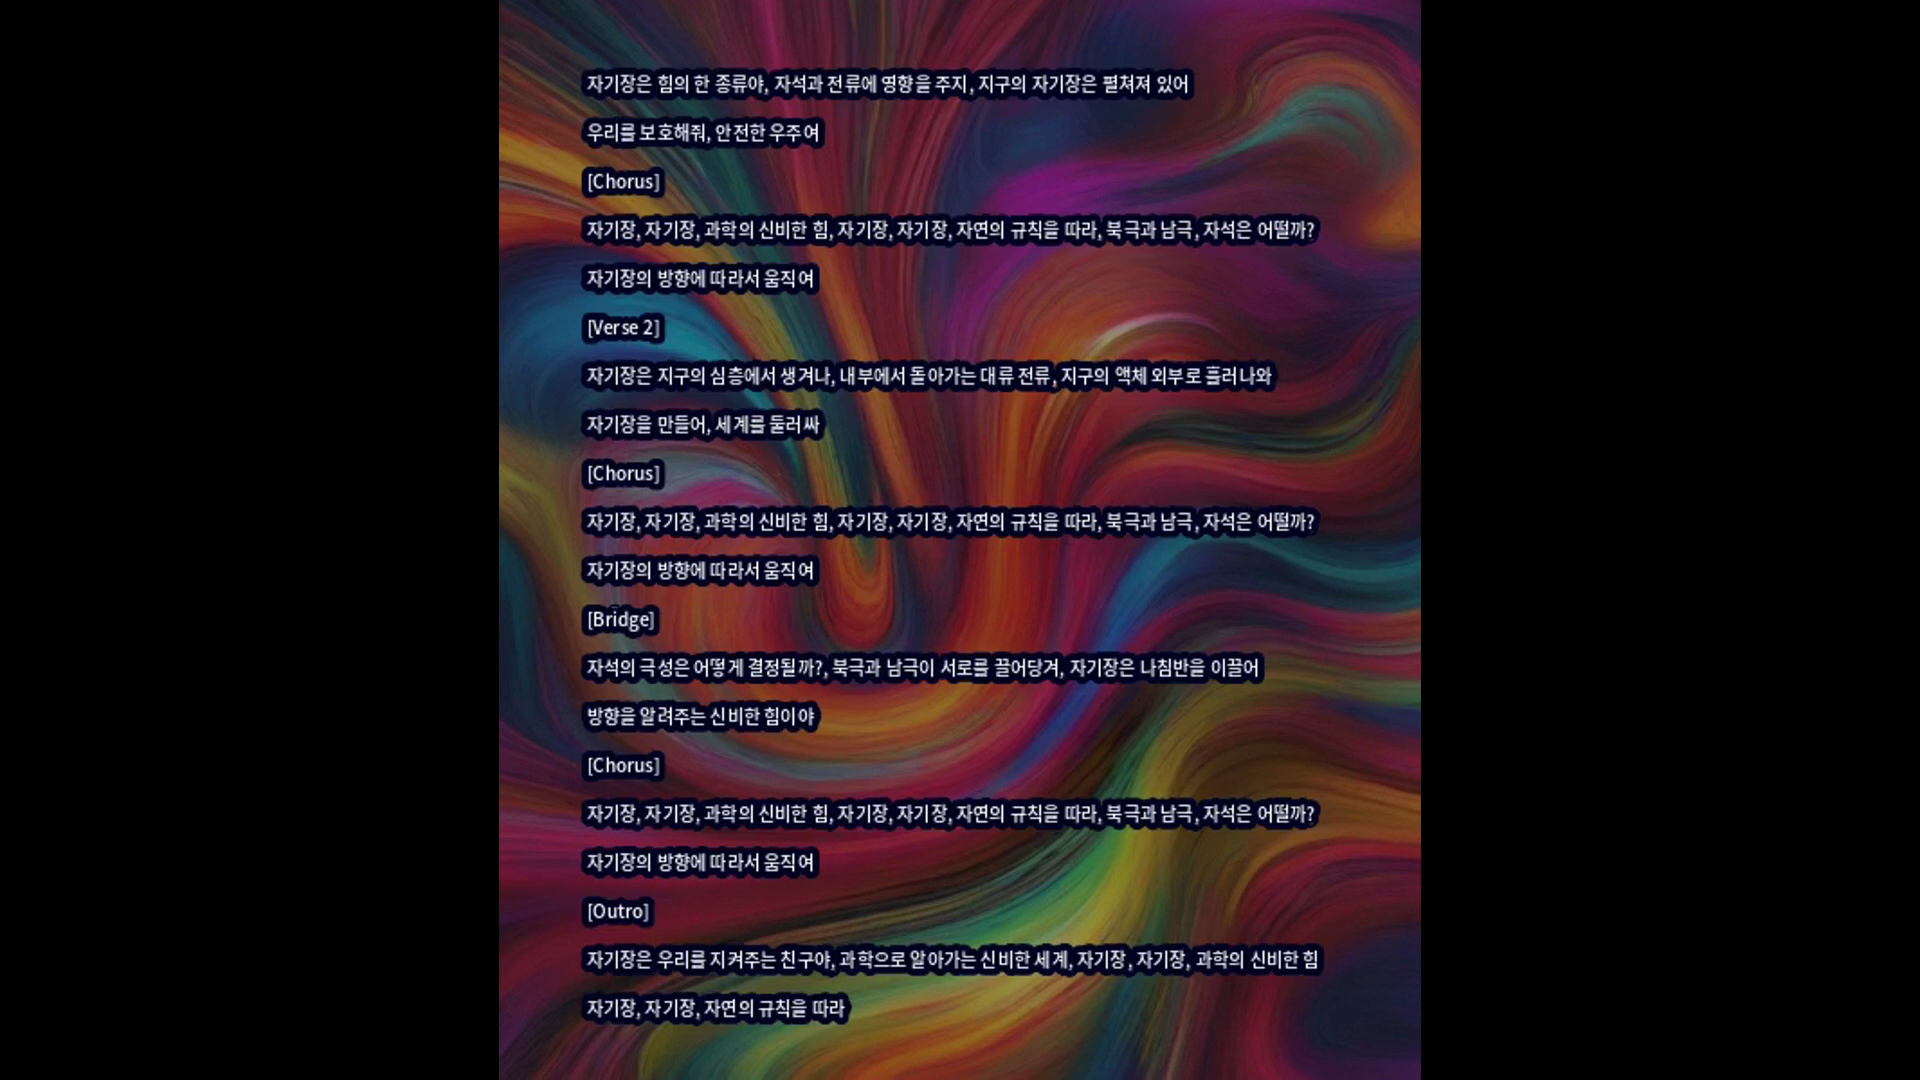 자기장은 힘의 한 종류야, 자석과 전류에 영향을 주지, 지구의 자기장은 펼쳐져 있어
우리를 보호해줘, 안전한 우주여
[Chorus]
자기장, 자기장, 과학의 신비한 힘, 자기장, 자기장, 자연의 규칙을 따라, 북극과 남극, 자석은 어떨까?
자기장의 방향에 따라서 움직여
[Verse 2]
자기장은 지구의 심층에서 생겨나, 내부에서 돌아가는 대류 전류, 지구의 액체 외부로 흘러나와
자기장을 만들어, 세계를 둘러싸
[Chorus]
자기장, 자기장, 과학의 신비한 힘, 자기장, 자기장, 자연의 규칙을 따라, 북극과 남극, 자석은 어떨까?
자기장의 방향에 따라서 움직여
[Bridge]
자석의 극성은 어떻게 결정될까?, 북극과 남극이 서로를 끌어당겨, 자기장은 나침반을 이끌어
방향을 알려주는 신비한 힘이야
[Chorus]
자기장, 자기장, 과학의 신비한 힘, 자기장, 자기장, 자연의 규칙을 따라, 북극과 남극, 자석은 어떨까?
자기장의 방향에 따라서 움직여
[Outro]
자기장은 우리를 지켜주는 친구야, 과학으로 알아가는 신비한 세계, 자기장, 자기장, 과학의 신비한 힘
자기장, 자기장, 자연의 규칙을 따라